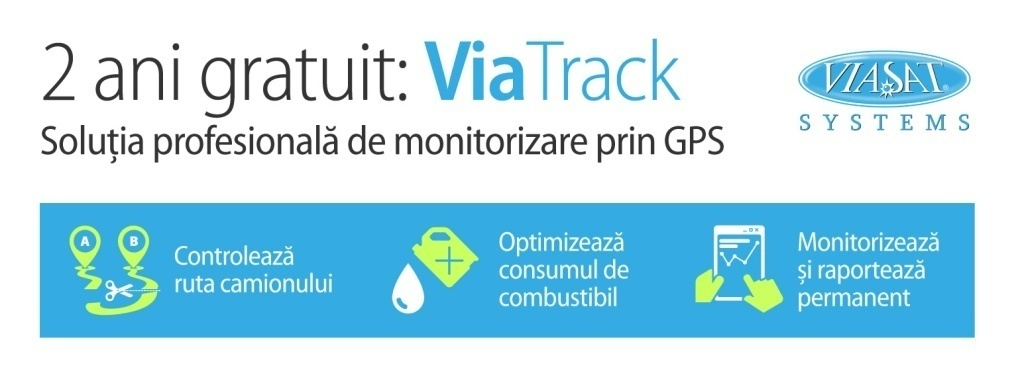 2 ani gratuit: ViaTrack
Soluția profesională de monitorizare prin GPS
VIASAT®
SYSTEMS
A B
Controlează
ruta camionului
Optimizează
consumul de
combustibil
Monitorizează
și raportează
permanent